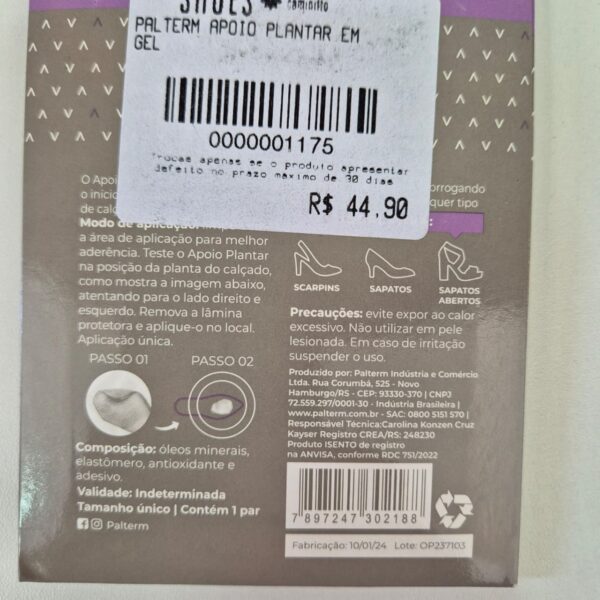 SHOES
caminho
PALTERM APOIO PLANTAR EM
GEL
0000001175
Trocas apenas se o produto apresentar
defeito no prazo maximo de 30 dias
R$ 44,90
O Apoio
o iníci
de calç
Modo de aplicação:
a área de aplicação para melhor
aderência. Teste o Apoio Plantar
na posição da planta do calçado,
como mostra a imagem abaixo,
atentando para o lado direito e
esquerdo. Remova a lâmina
protetora e aplique-o no local.
Aplicação única.
PASSO 01 PASSO 02
Composição: óleos minerais,
elastômero, antioxidante e
adesivo.
Validade: Indeterminada
Tamanho único | Contém 1 par
Palterm
orrogando
quer tipo
SCARPINS SAPATOS SAPATOS
ABERTOS
Precauções: evite expor ao calor
excessivo. Não utilizar em pele
lesionada. Em caso de irritação
suspender o uso.
Produzido por: Palterm Indústria e Comércio
Ltda. Rua Corumbá, 525 - Novo
Hamburgo/RS - CEP: 93330-370 | CNPJ
72.559.297/0001-30 - Indústria Brasileira |
www.palterm.com.br - SAC: 0800 5151 570 |
Responsável Técnica:Carolina Konzen Cruz
Kayser Registro CREA/RS: 248230
Produto ISENTO de registro
na ANVISA, conforme RDC 751/2022
7 897247 302188
Fabricação: 10/01/24 Lote: OP237103